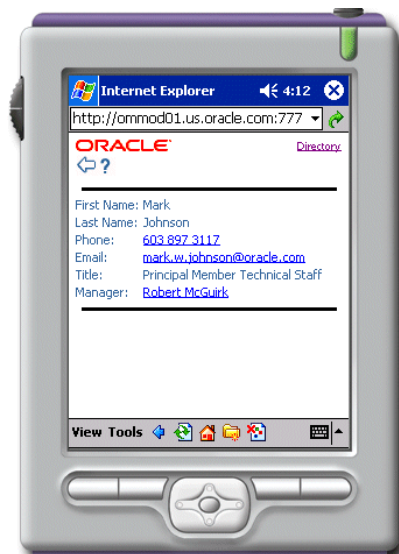 Internet Explorer 4:12
http://ommod01.us.oracle.com:777
ORACLE Directory
?
First Name: Mark
Last Name: Johnson
Phone: 603 897 3117
Email: mark.w.johnson@oracle.com
Title: Principal Member Technical Staff
Manager: Robert McGuirk
View Tools